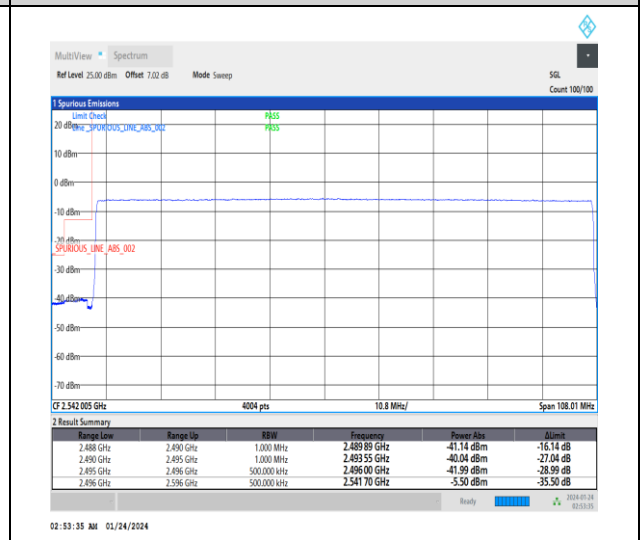 MultiView Spectrum
Ref Level 25.00 dBm Offset 7.02 dB Mode Sweep SGL
Count 100/100
1 Spurious Emissions
Limit Check PASS
Line _SPURIOUS_LINE_ABS_002 PASS
20 dBm
10 dBm
0 dBm
-10 dBm
-20 dBm
SPURIOUS_LINE_ABS_002
-30 dBm
-40 dBm
-50 dBm
-60 dBm
-70 dBm
CF 2.542 005 GHz 4004 pts 10.8 MHz/ Span 108.01 MHz
2 Result Summary
Range Low Range Up RBW Frequency Power Abs ΔLimit
2.488 GHz 2.490 GHz 1.000 MHz 2.489 89 GHz -41.14 dBm -16.14 dB
2.490 GHz 2.495 GHz 1.000 MHz 2.493 55 GHz -40.04 dBm -27.04 dB
2.495 GHz 2.496 GHz 500.000 kHz 2.496 00 GHz -41.99 dBm -28.99 dB
2.496 GHz 2.596 GHz 500.000 kHz 2.541 70 GHz -5.50 dBm -35.50 dB
Ready 2024-01-24
02:53:35
02:53:35 AM 01/24/2024